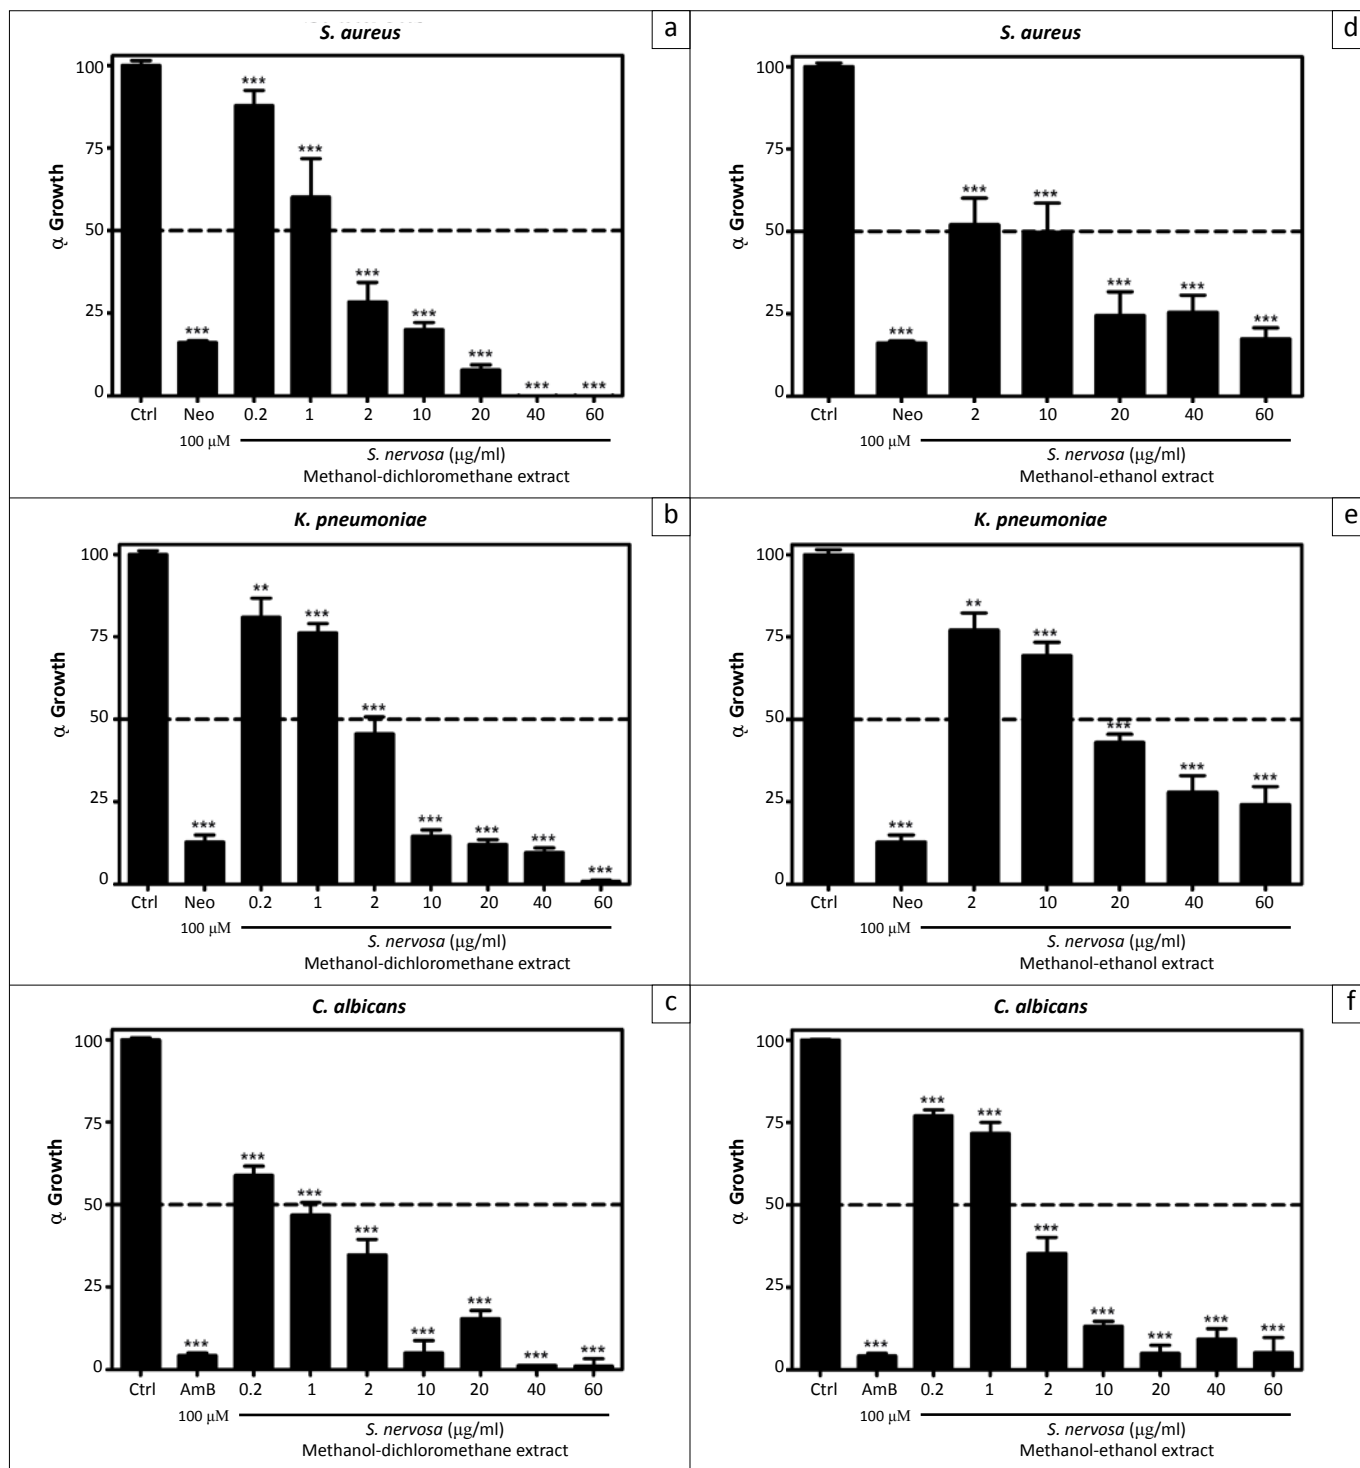 S. aureus
a
α Growth
100
75
50
25
0
*** *** *** *** *** *** *** ***
Ctrl Neo 0.2 1 2 10 20 40 60
100 μM
S. nervosa (μg/ml)
Methanol-dichloromethane extract
S. aureus
d
α Growth
100
75
50
25
0
*** *** *** *** *** ***
Ctrl Neo 2 10 20 40 60
100 μM
S. nervosa (μg/ml)
Methanol-ethanol extract
K. pneumoniae
b
α Growth
100
75
50
25
0
*** ** *** *** *** *** *** ***
Ctrl Neo 0.2 1 2 10 20 40 60
100 μM
S. nervosa (μg/ml)
Methanol-dichloromethane extract
K. pneumoniae
e
α Growth
100
75
50
25
0
*** ** *** *** *** ***
Ctrl Neo 2 10 20 40 60
100 μM
S. nervosa (μg/ml)
Methanol-ethanol extract
C. albicans
c
α Growth
100
75
50
25
0
*** *** *** *** *** *** *** ***
Ctrl AmB 0.2 1 2 10 20 40 60
100 μM
S. nervosa (μg/ml)
Methanol-dichloromethane extract
C. albicans
f
α Growth
100
75
50
25
0
*** *** *** *** *** *** *** ***
Ctrl AmB 0.2 1 2 10 20 40 60
100 μM
S. nervosa (μg/ml)
Methanol-ethanol extract